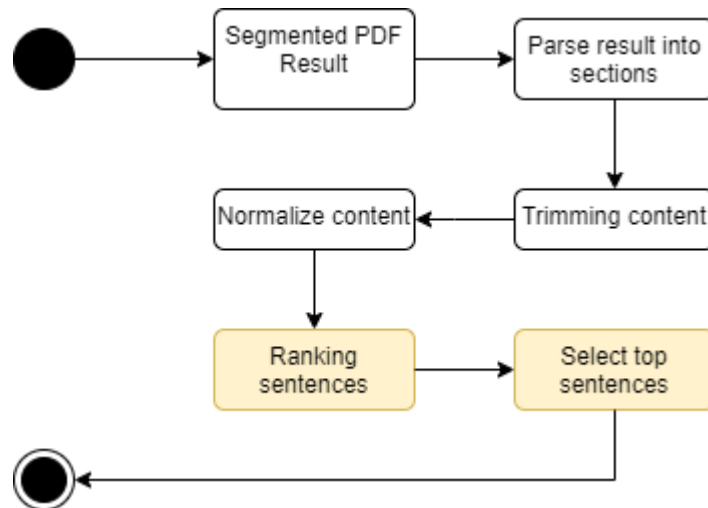 Segmented PDF
Result
Parse result into
sections
Trimming content
Normalize content
Ranking
sentences
Select top
sentences